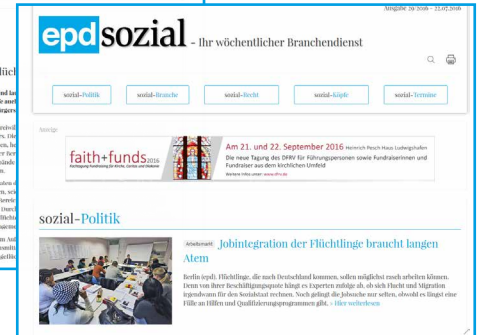 Ausgabe 29/2016 - 22.07.2016
epd sozial - Ihr wöchentlicher Branchendienst
sozial-Politik
sozial-Branche
sozial-Recht
sozial-Köpfe
sozial-Termine
Anzeige
faith+funds2016
Fachtagung Fundraising für Kirche, Caritas und Diakonie
Am 21. und 22. September 2016 Heinrich Pesch Haus Ludwigshafen
Die neue Tagung des DFRV für Führungspersonen sowie Fundraiserinnen und
Fundraiser aus dem kirchlichen Umfeld
Weitere Infos unter: www.dfrv.de
sozial-Politik
Arbeitsmarkt Jobintegration der Flüchtlinge braucht langen
Atem
Berlin (epd). Flüchtlinge, die nach Deutschland kommen, sollen möglichst rasch arbeiten können.
Denn von ihrer Beschäftigungsquote hängt es Experten zufolge ab, ob sich Flucht und Migration
irgendwann für den Sozialstaat rechnen. Noch gelingt die Jobsuche nur selten, obwohl es längst eine
Fülle an Hilfen und Qualifizierungsprogrammen gibt. » Hier weiterlesen